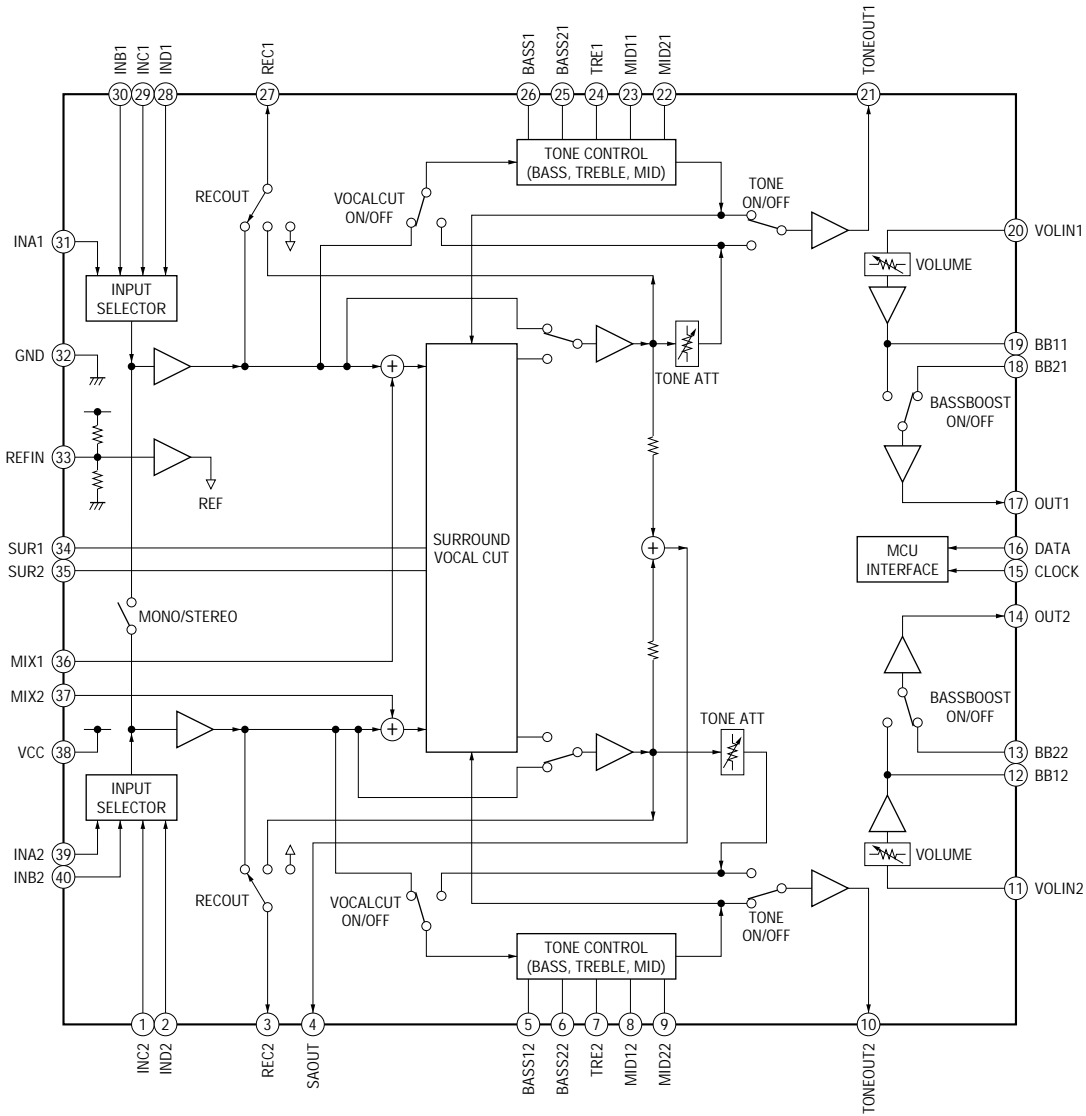 INB1
INC1
IND1
REC1
BASS1
BASS21
TRE1
MID11
MID21
TONEOUT1
30
29
28
27
26
25
24
23
22
21
TONE CONTROL
(BASS, TREBLE, MID)
RECOUT
VOCALCUT
ON/OFF
TONE
ON/OFF
INA1
31
20
VOLIN1
VOLUME
INPUT
SELECTOR
GND
32
19
BB11
18
BB21
TONE ATT
BASSBOOST
ON/OFF
REFIN
33
REF
17
OUT1
SUR1
34
SUR2
35
SURROUND
VOCAL CUT
MCU
INTERFACE
16
DATA
15
CLOCK
MONO/STEREO
14
OUT2
MIX1
36
MIX2
37
BASSBOOST
ON/OFF
TONE ATT
VCC
38
13
BB22
12
BB12
INPUT
SELECTOR
INA2
39
INB2
40
VOLUME
11
VOLIN2
RECOUT
VOCALCUT
ON/OFF
TONE
ON/OFF
TONE CONTROL
(BASS, TREBLE, MID)
1
2
3
4
5
6
7
8
9
10
INC2
IND2
REC2
SAOUT
BASS12
BASS22
TRE2
MID12
MID22
TONEOUT2
+
+
+